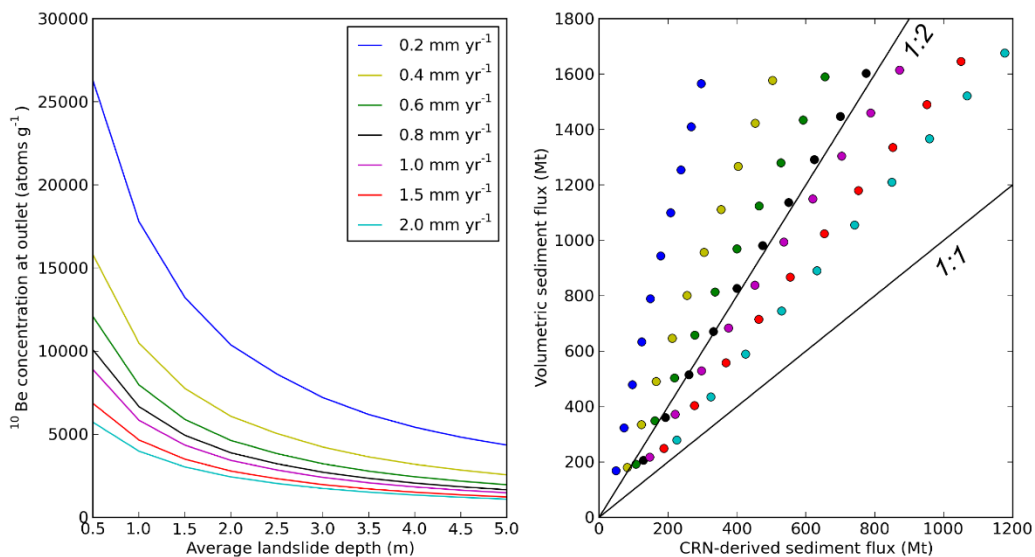 30000
25000
20000
15000
10000
5000
0
¹⁰Be concentration at outlet (atoms g⁻¹)
0.5 1.0 1.5 2.0 2.5 3.0 3.5 4.0 4.5 5.0
Average landslide depth (m)
0.2 mm yr⁻¹
0.4 mm yr⁻¹
0.6 mm yr⁻¹
0.8 mm yr⁻¹
1.0 mm yr⁻¹
1.5 mm yr⁻¹
2.0 mm yr⁻¹
1800
1600
1400
1200
1000
800
600
400
200
0
Volumetric sediment flux (Mt)
1:2
1:1
0 200 400 600 800 1000 1200
CRN-derived sediment flux (Mt)